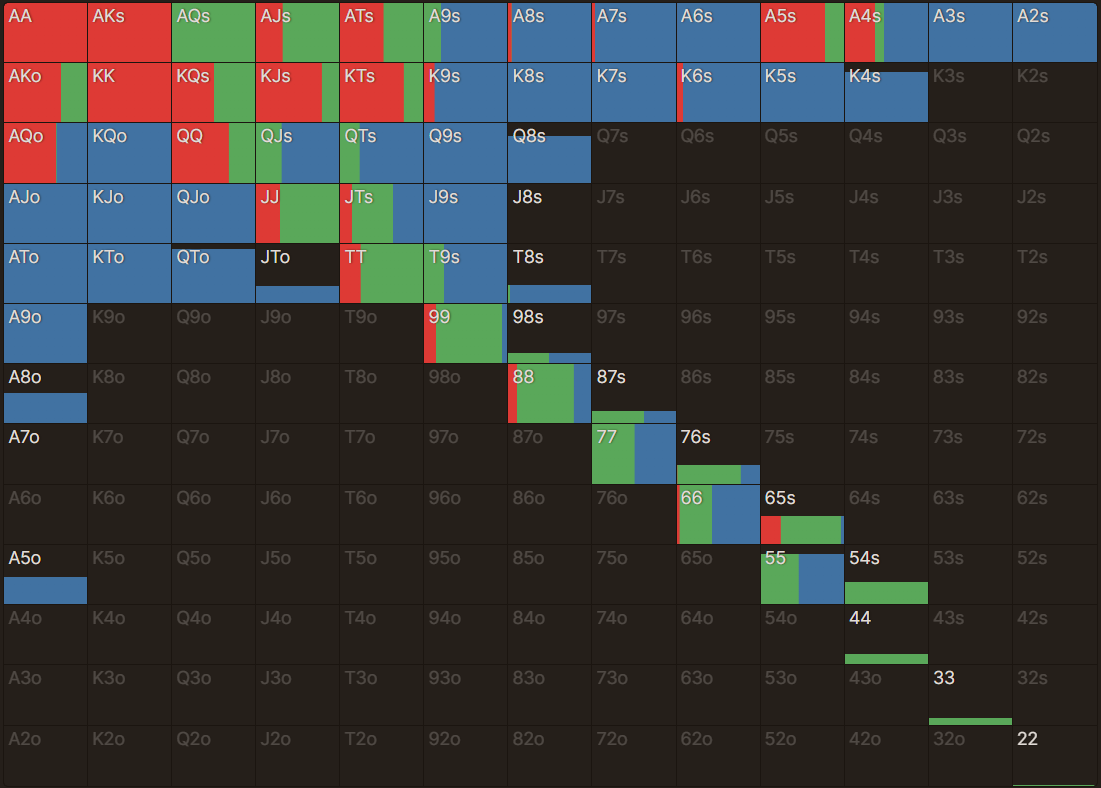 AA AKs AQs AJs ATs A9s A8s A7s A6s A5s A4s A3s A2s
AKo KK KQs KJs KTs K9s K8s K7s K6s K5s K4s K3s K2s
AQo KQo QQ QJs QTs Q9s Q8s Q7s Q6s Q5s Q4s Q3s Q2s
AJo KJo QJo JJ JTs J9s J8s J7s J6s J5s J4s J3s J2s
ATo KTo QTo JTo TT T9s T8s T7s T6s T5s T4s T3s T2s
A9o K9o Q9o J9o T9o 99 98s 97s 96s 95s 94s 93s 92s
A8o K8o Q8o J8o T8o 98o 88 87s 86s 85s 84s 83s 82s
A7o K7o Q7o J7o T7o 97o 87o 77 76s 75s 74s 73s 72s
A6o K6o Q6o J6o T6o 96o 86o 76o 66 65s 64s 63s 62s
A5o K5o Q5o J5o T5o 95o 85o 75o 65o 55 54s 53s 52s
A4o K4o Q4o J4o T4o 94o 84o 74o 64o 54o 44 43s 42s
A3o K3o Q3o J3o T3o 93o 83o 73o 63o 53o 43o 33 32s
A2o K2o Q2o J2o T2o 92o 82o 72o 62o 52o 42o 32o 22